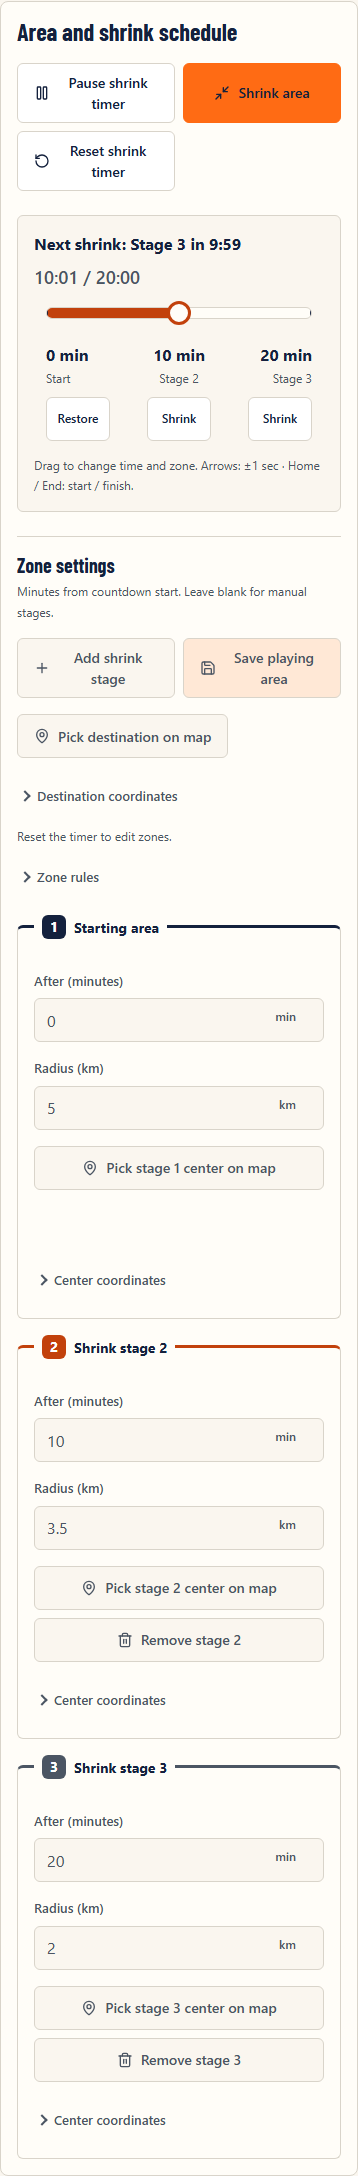 Area and shrink schedule
Pause shrink
timer
Shrink area
Reset shrink
timer
Next shrink: Stage 3 in 9:59
10:01 / 20:00
0 min
10 min
20 min
Start
Stage 2
Stage 3
Restore
Shrink
Shrink
Drag to change time and zone. Arrows: ±1 sec · Home
/ End: start / finish.
Zone settings
Minutes from countdown start. Leave blank for manual
stages.
Add shrink
stage
Save playing
area
Pick destination on map
Destination coordinates
Reset the timer to edit zones.
Zone rules
1 Starting area
After (minutes)
0 min
Radius (km)
5 km
Pick stage 1 center on map
Center coordinates
2 Shrink stage 2
After (minutes)
10 min
Radius (km)
3.5 km
Pick stage 2 center on map
Remove stage 2
Center coordinates
3 Shrink stage 3
After (minutes)
20 min
Radius (km)
2 km
Pick stage 3 center on map
Remove stage 3
Center coordinates